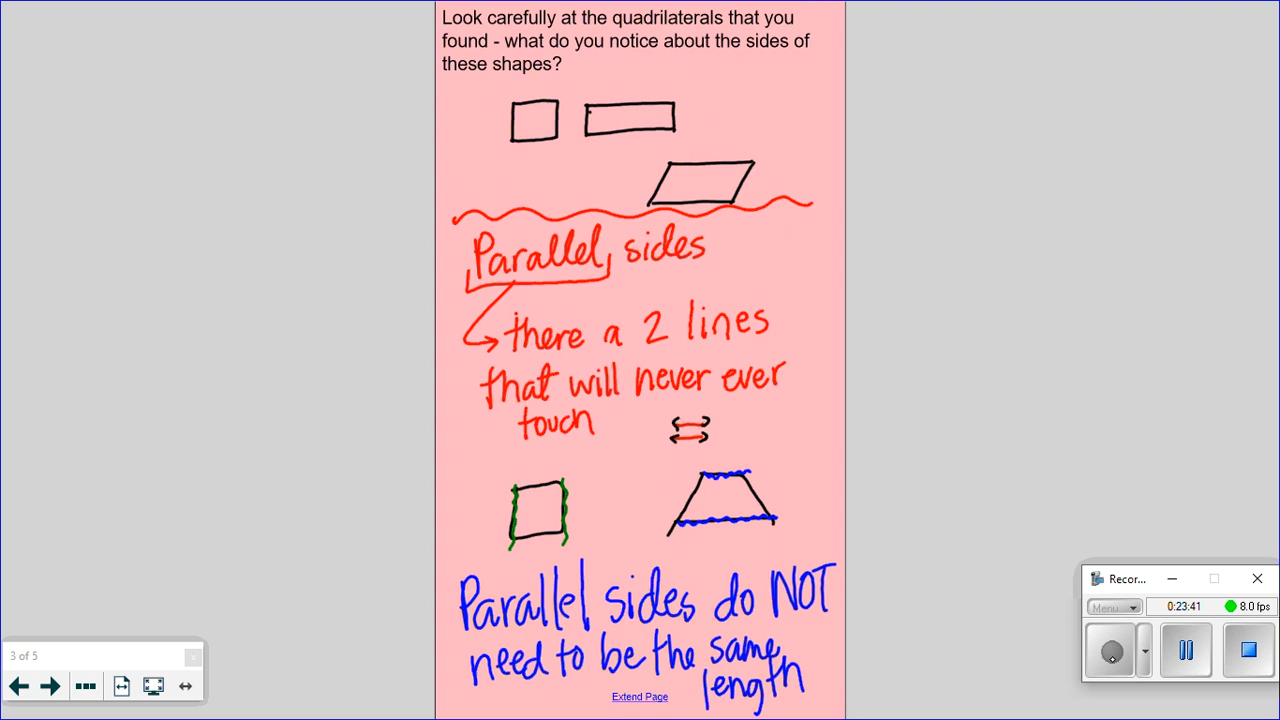 Look carefully at the quadrilaterals that you
found - what do you notice about the sides of
these shapes?
Parallel sides
there a 2 lines
that will never ever
touch
Parallel sides do NOT
need to be the same
length
Extend Page
3 of 5
Recor...
Menu
0:23:41
8.0 fps